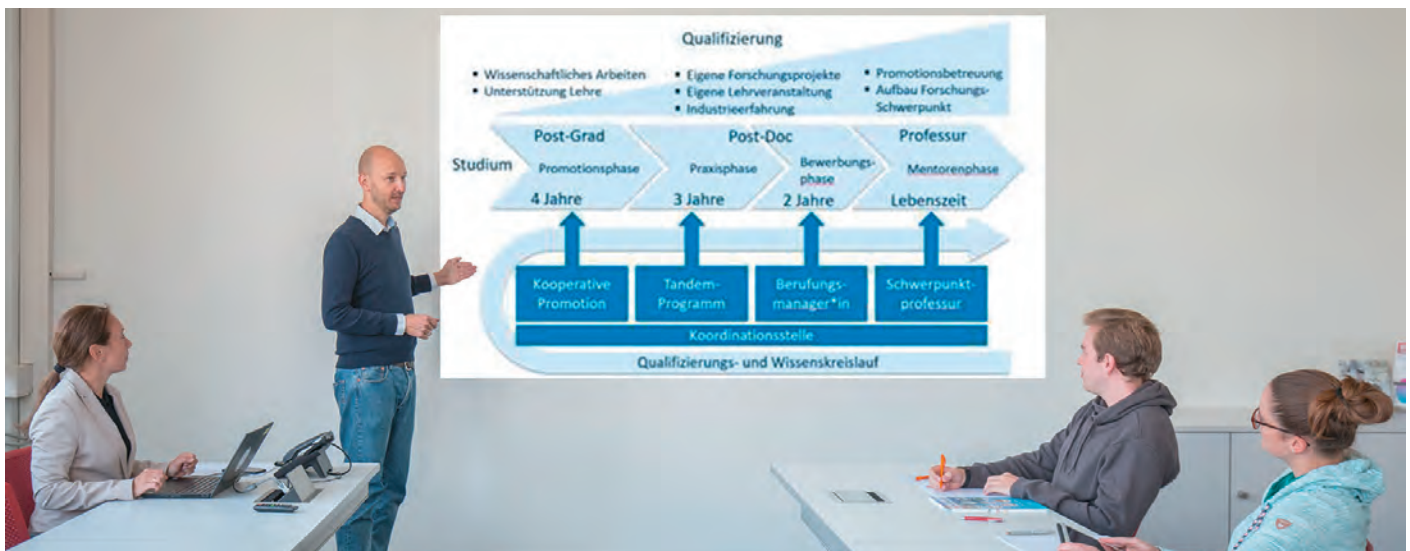 Qualifizierung
▪ Wissenschaftliches Arbeiten
▪ Unterstützung Lehre
▪ Eigene Forschungsprojekte
▪ Eigene Lehrveranstaltung
▪ Industrieerfahrung
▪ Promotionsbetreuung
▪ Aufbau Forschungs-
Schwerpunkt
Studium
Post-Grad
Promotionsphase
4 Jahre
Post-Doc
Praxisphase
3 Jahre
Bewerbungs-
phase
2 Jahre
Professur
Mentorenphase
Lebenszeit
Kooperative
Promotion
Tandem-
Programm
Berufungs-
manager*in
Schwerpunkt-
professur
Koordinationsstelle
Qualifizierungs- und Wissenskreislauf